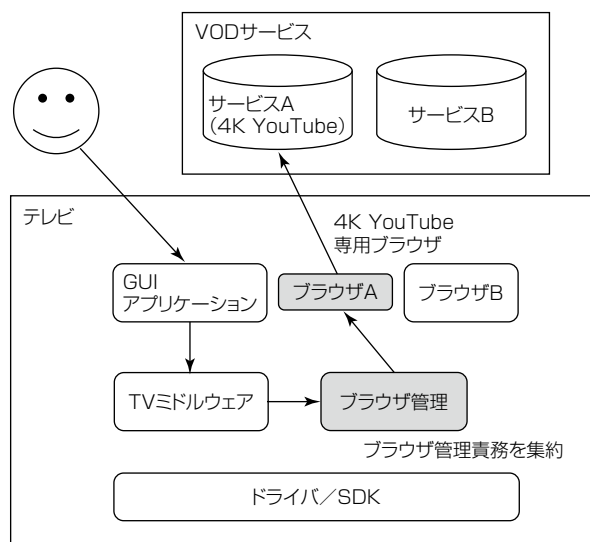 VODサービス
サービスA
(4K YouTube)
サービスB
テレビ
4K YouTube
専用ブラウザ
GUI
アプリケーション
ブラウザA
ブラウザB
TVミドルウェア
ブラウザ管理
ブラウザ管理責務を集約
ドライバ／SDK